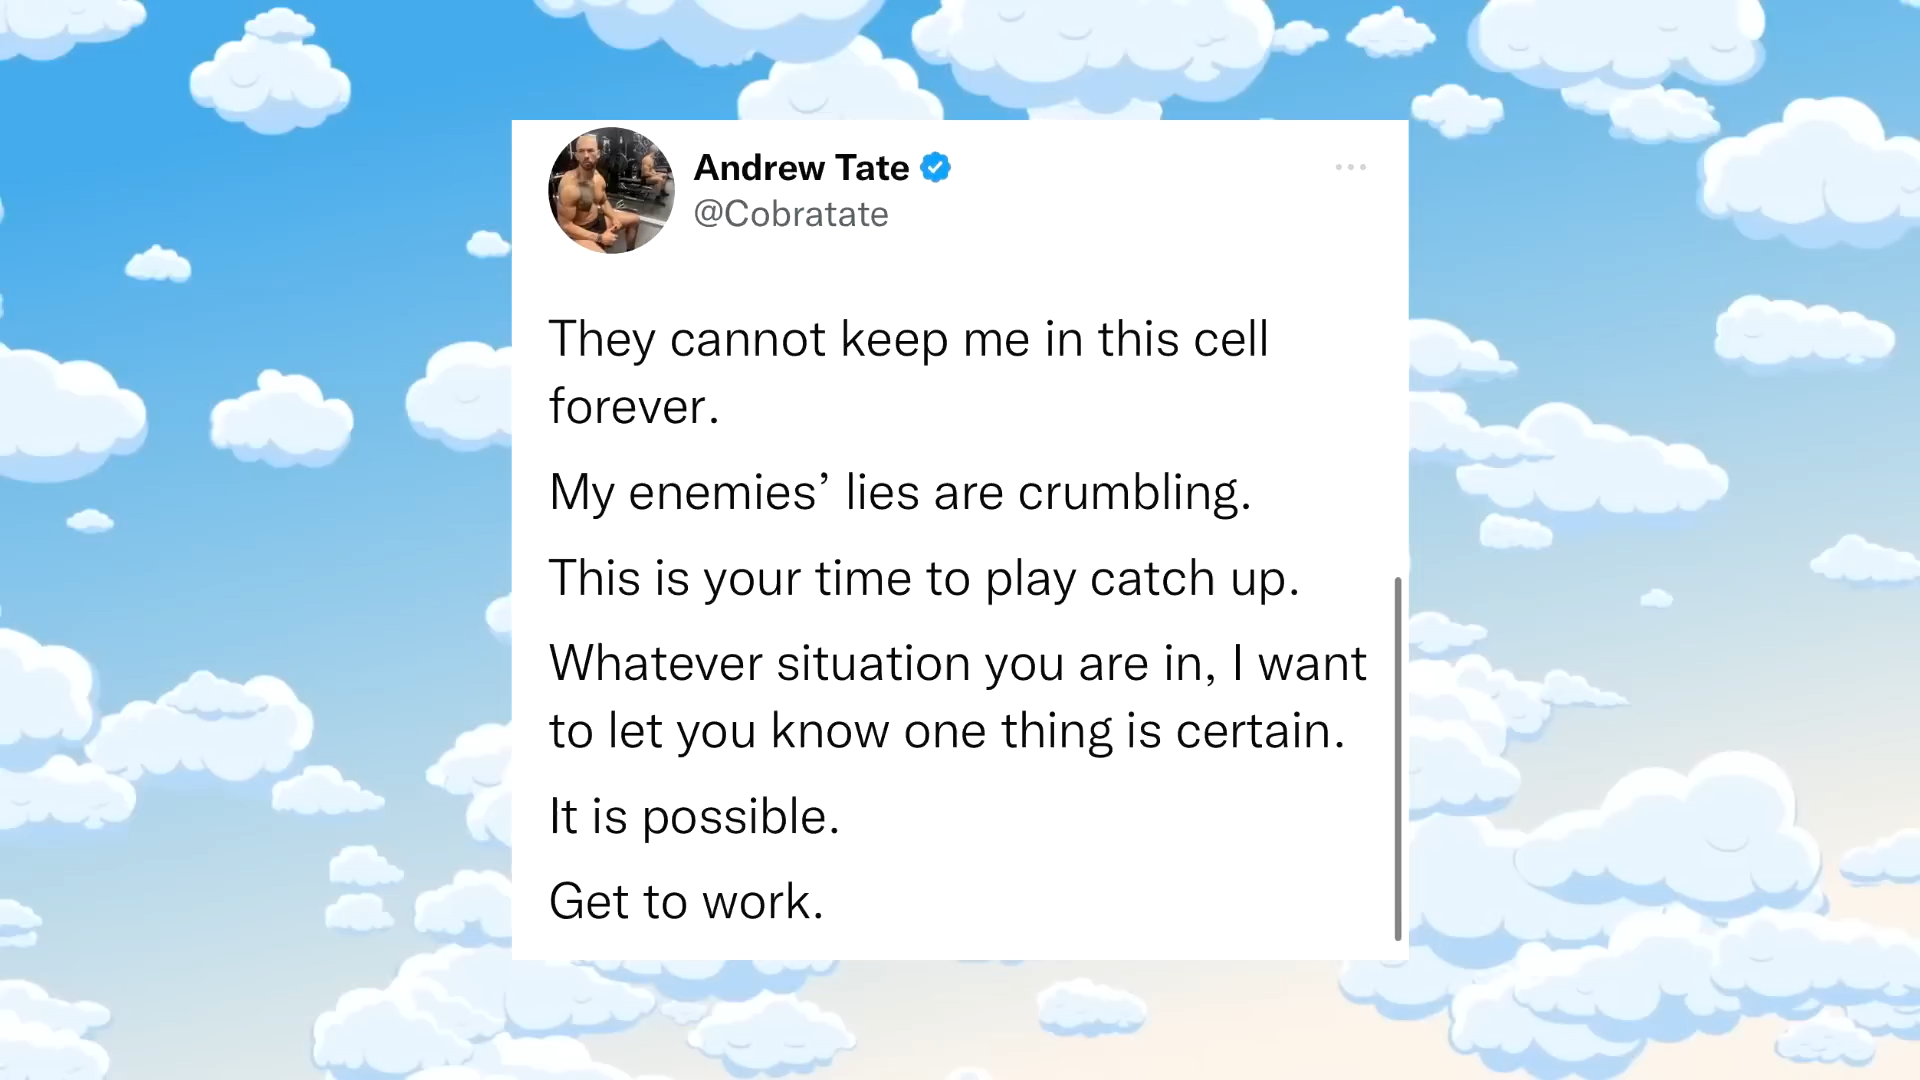 Andrew Tate
@Cobratate
They cannot keep me in this cell
forever.
My enemies’ lies are crumbling.
This is your time to play catch up.
Whatever situation you are in, I want
to let you know one thing is certain.
It is possible.
Get to work.